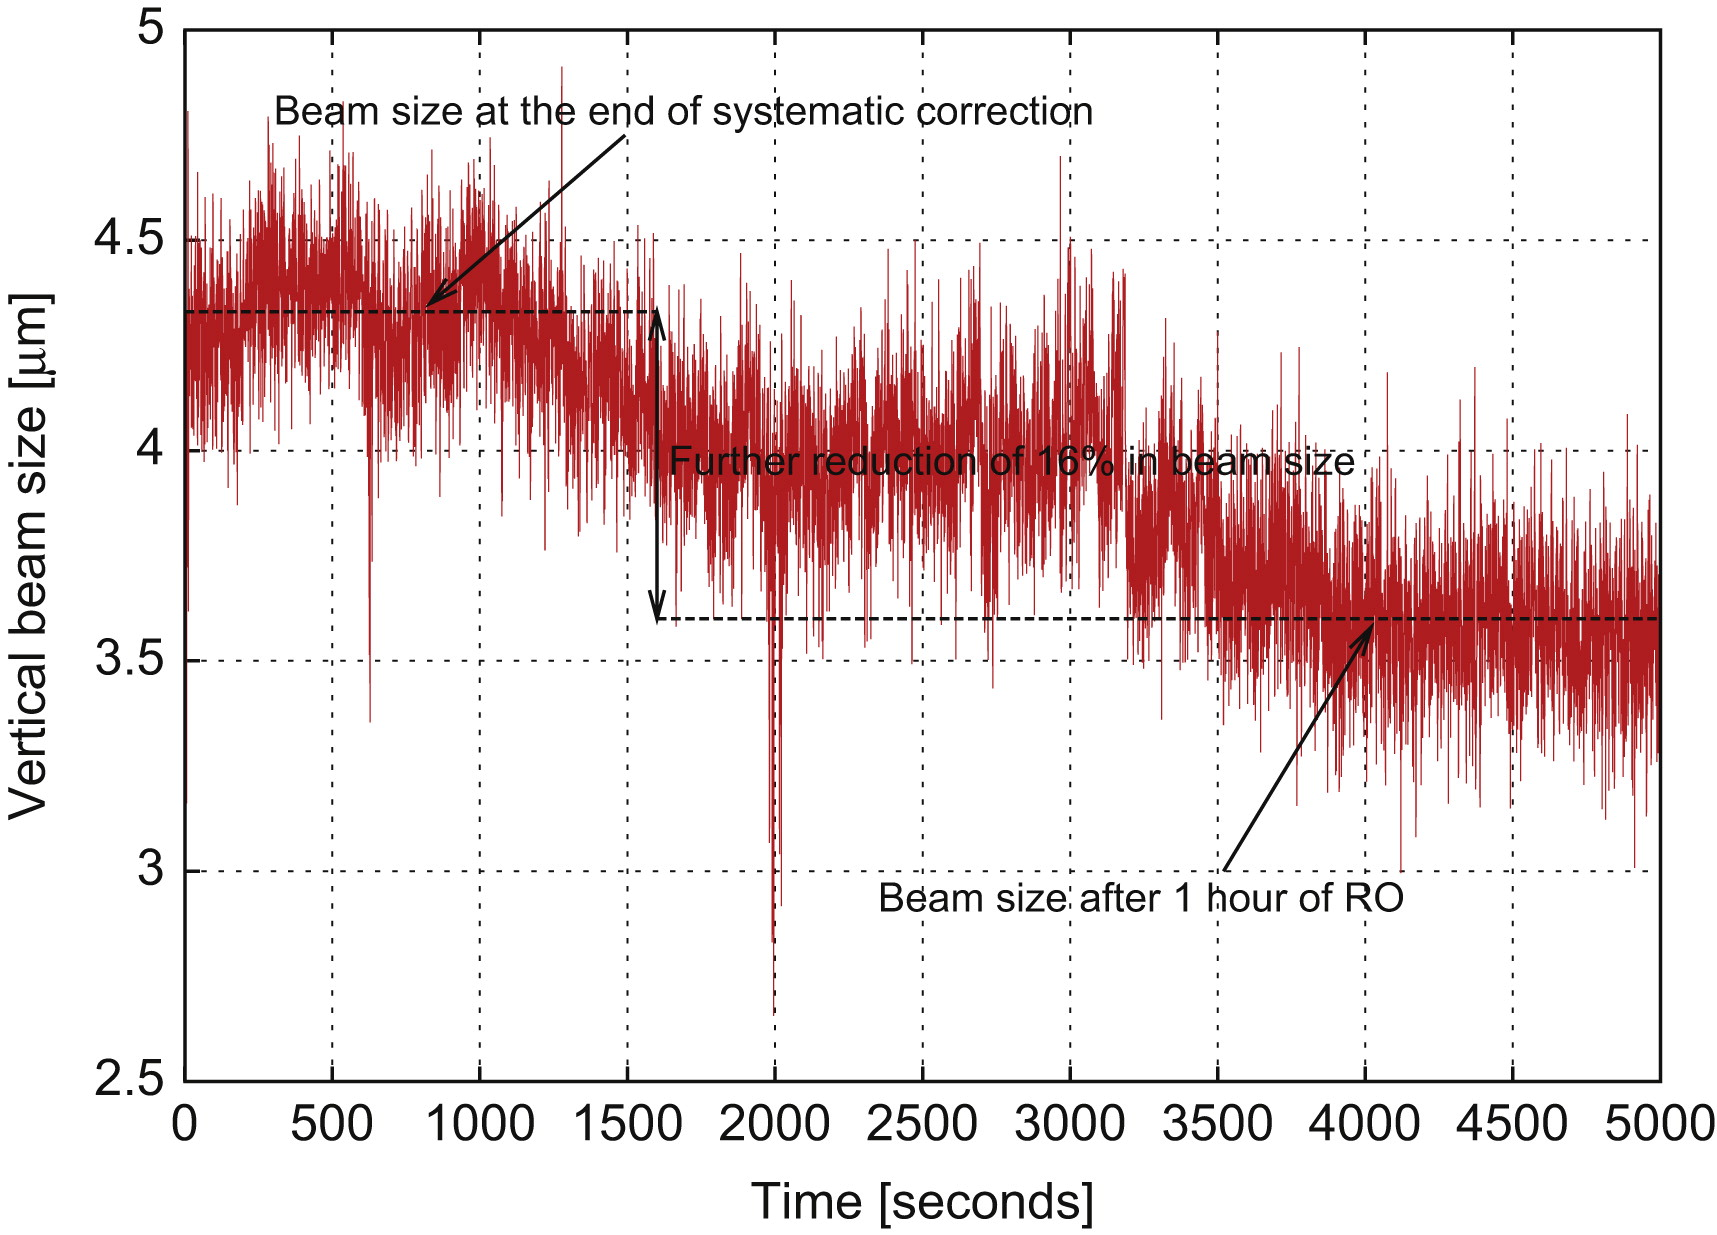 5
Beam size at the end of systematic correction
4.5
4
Further reduction of 16% in beam size
3.5
3
Beam size after 1 hour of RO
2.5
0 500 1000 1500 2000 2500 3000 3500 4000 4500 5000
Time [seconds]
Vertical beam size [μm]